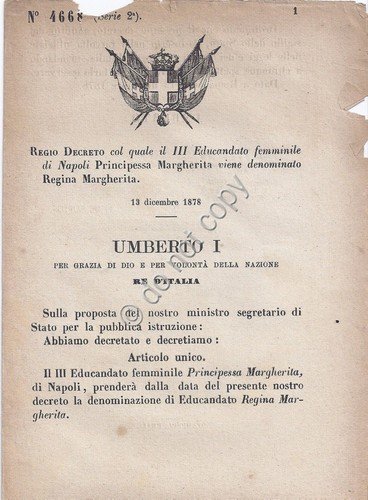 N° 4668 (Serie 2ª).
1
REGIO DECRETO col quale il III Educandato femminile
di Napoli Principessa Margherita viene denominato
Regina Margherita.
13 dicembre 1878
UMBERTO I
PER GRAZIA DI DIO E PER VOLONTÀ DELLA NAZIONE
RE D'ITALIA
Sulla proposta del nostro ministro segretario di
Stato per la pubblica istruzione:
Abbiamo decretato e decretiamo:
Articolo unico.
Il III Educandato femminile Principessa Margherita,
di Napoli, prenderà dalla data del presente nostro
decreto la denominazione di Educandato Regina Mar-
gherita.
do not copy